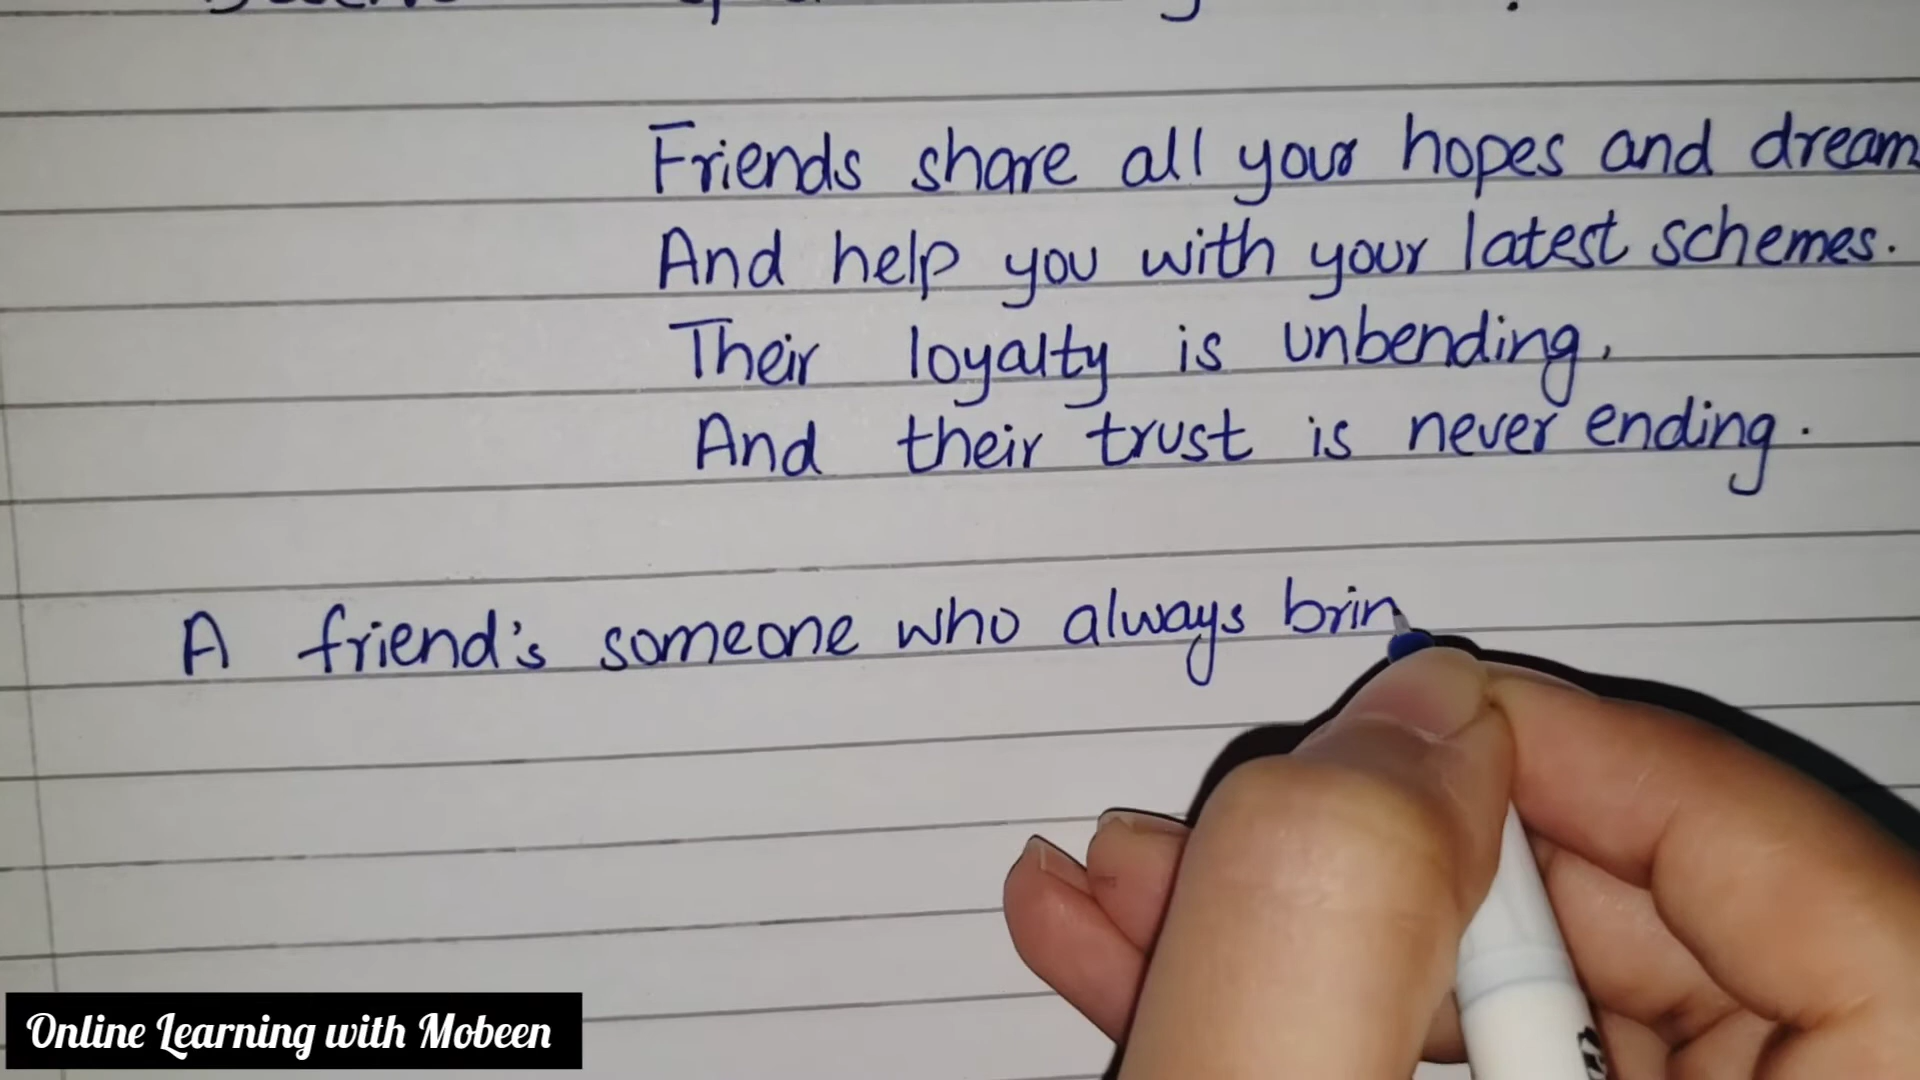 Friends share all your hopes and dream
And help you with your latest schemes.
Their loyalty is unbending,
And their trust is never ending.
A friend's someone who always brin
Online Learning with Mobeen